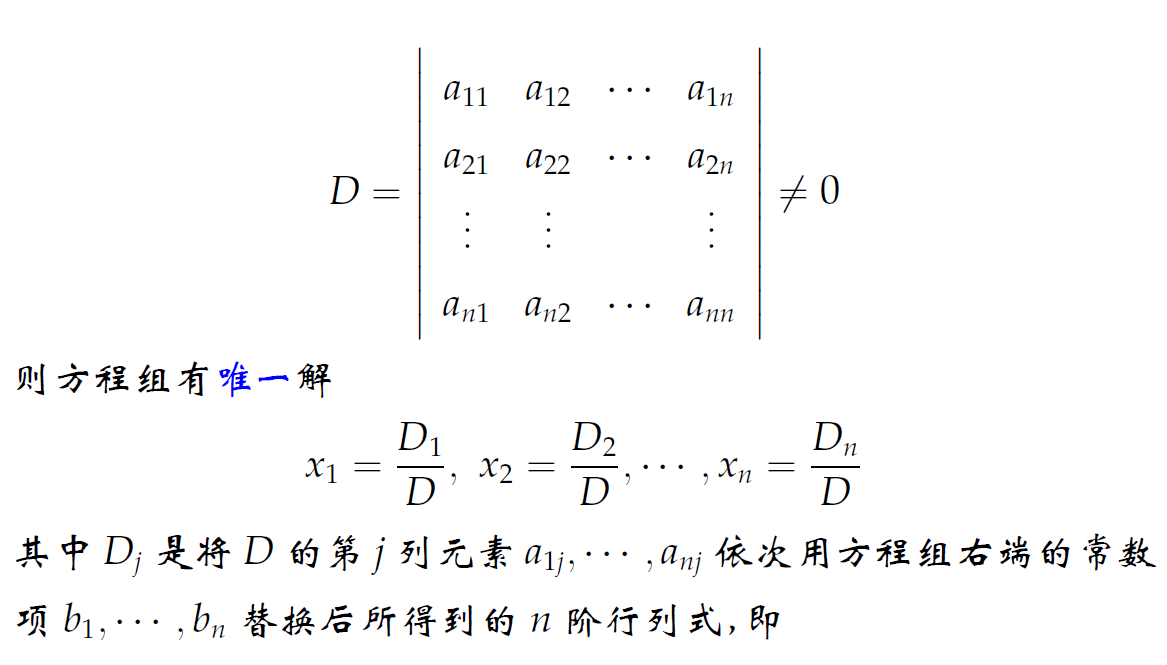 D = | a₁₁ a₁₂ ⋯ a₁ₙ |
| a₂₁ a₂₂ ⋯ a₂ₙ |
| ⋮ ⋮ ⋮ | ≠ 0
| aₙ₁ aₙ₂ ⋯ aₙₙ |
则方程组有唯一解
x₁ = D₁/D, x₂ = D₂/D, ⋯ , xₙ = Dₙ/D
其中 Dⱼ 是将 D 的第 j 列元素 a₁ⱼ, ⋯ , aₙⱼ 依次用方程组右端的常数
项 b₁, ⋯ , bₙ 替换后所得到的 n 阶行列式, 即